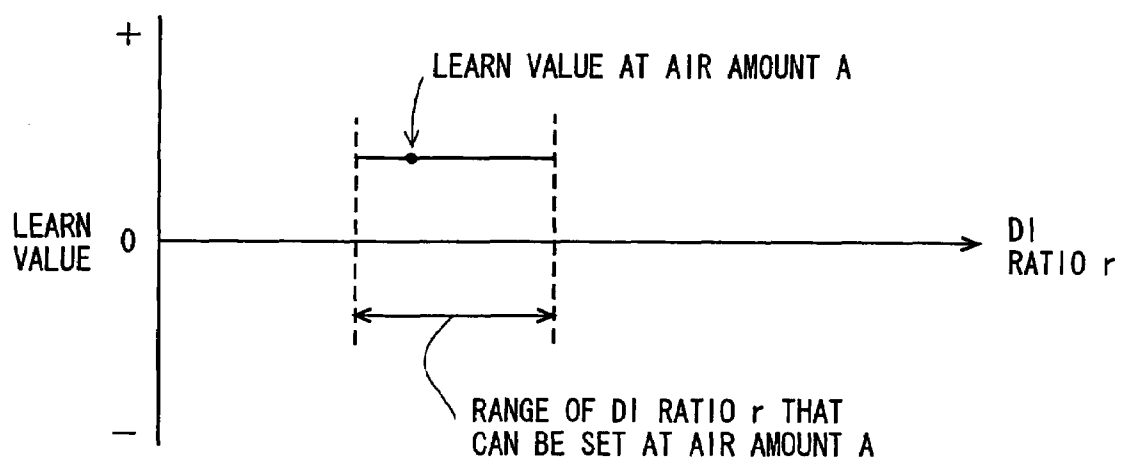 +
LEARN VALUE AT AIR AMOUNT A
LEARN
VALUE
0
DI
RATIO r
RANGE OF DI RATIO r THAT
CAN BE SET AT AIR AMOUNT A
−